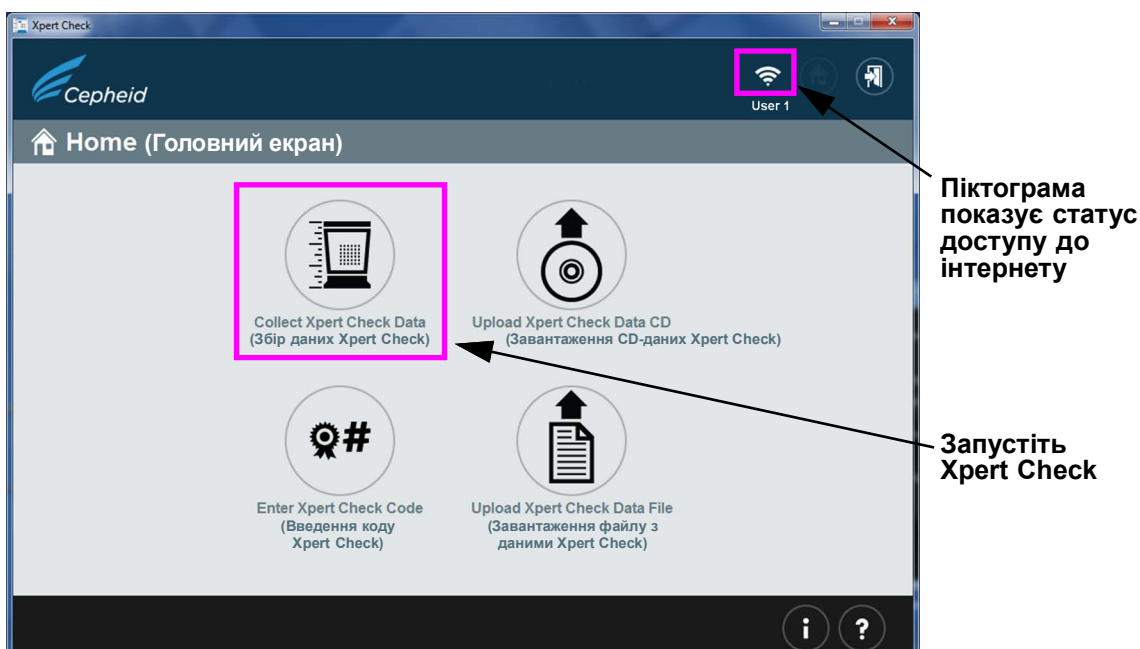 Xpert Check
Cepheid
User 1
Home (Головний екран)
Піктограма
показує статус
доступу до
інтернету
Collect Xpert Check Data
(Збір даних Xpert Check)
Upload Xpert Check Data CD
(Завантаження CD-даних Xpert Check)
#
Запустіть
Xpert Check
Enter Xpert Check Code
(Введення коду
Xpert Check)
Upload Xpert Check Data File
(Завантаження файлу з
даними Xpert Check)
i ?